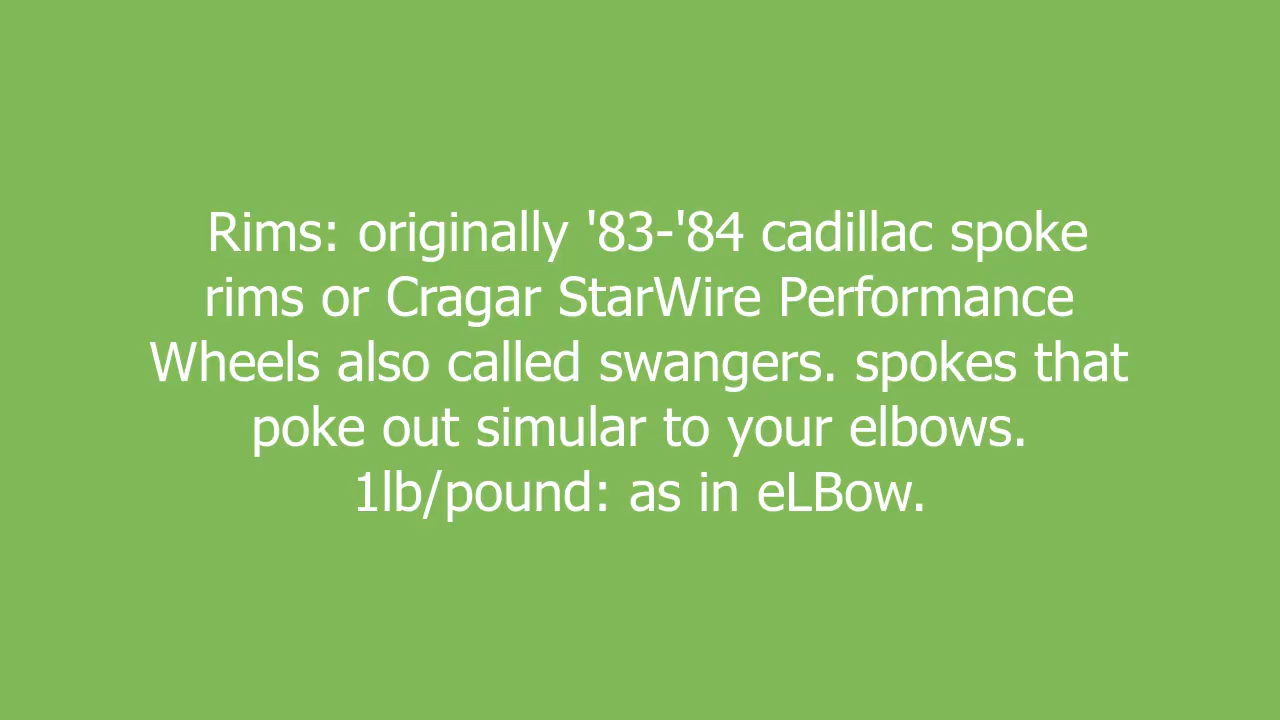 Rims: originally '83-'84 cadillac spoke
rims or Cragar StarWire Performance
Wheels also called swangers. spokes that
poke out simular to your elbows.
1lb/pound: as in eLBow.